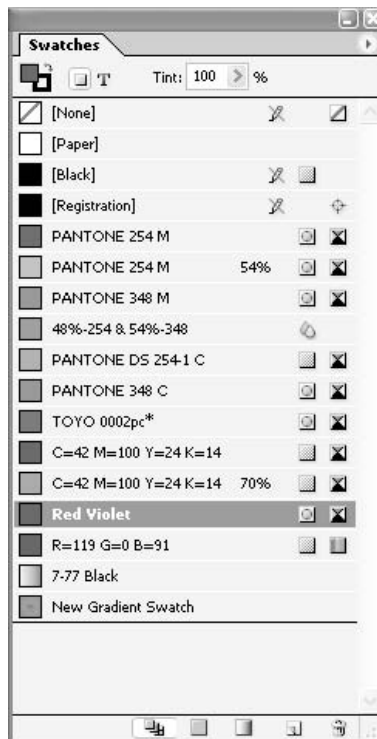 Swatches
T Tint: 100 %
[None]
[Paper]
[Black]
[Registration]
PANTONE 254 M
PANTONE 254 M 54%
PANTONE 348 M
48%-254 & 54%-348
PANTONE DS 254-1 C
PANTONE 348 C
TOYO 0002pc*
C=42 M=100 Y=24 K=14
C=42 M=100 Y=24 K=14 70%
Red Violet
R=119 G=0 B=91
7-77 Black
New Gradient Swatch